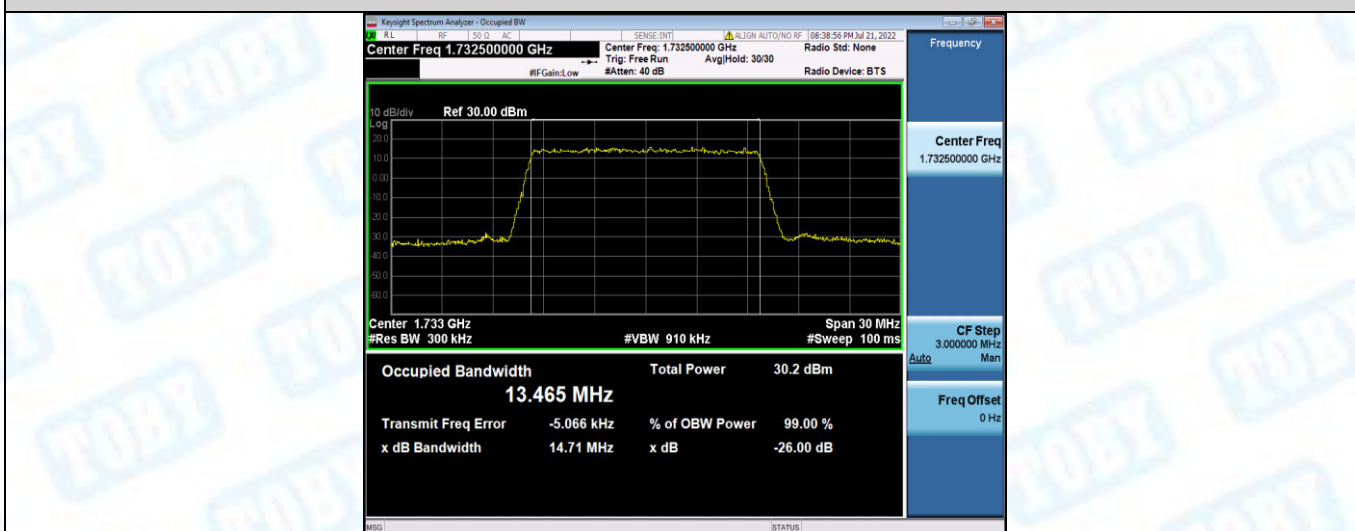 Keysight Spectrum Analyzer - Occupied BW
RL RF 50 Ω AC SENSE:INT ALIGN AUTO/NO RF 08:38:56 PM Jul 21, 2022
Center Freq 1.732500000 GHz
Center Freq: 1.732500000 GHz Radio Std: None
Trig: Free Run Avg|Hold: 30/30
#IFGain:Low #Atten: 40 dB Radio Device: BTS
Frequency
10 dB/div Ref 30.00 dBm
Log
20.0
10.0
0.00
-10.0
-20.0
-30.0
-40.0
-50.0
-60.0
Center 1.733 GHz Span 30 MHz
#Res BW 300 kHz #VBW 910 kHz #Sweep 100 ms
Occupied Bandwidth Total Power 30.2 dBm
13.465 MHz
Transmit Freq Error -5.066 kHz % of OBW Power 99.00 %
x dB Bandwidth 14.71 MHz x dB -26.00 dB
Center Freq
1.732500000 GHz
CF Step
3.000000 MHz
Auto Man
Freq Offset
0 Hz
MSG STATUS
TOBY
TOBY
TOBY
TOBY
TOBY
TOBY